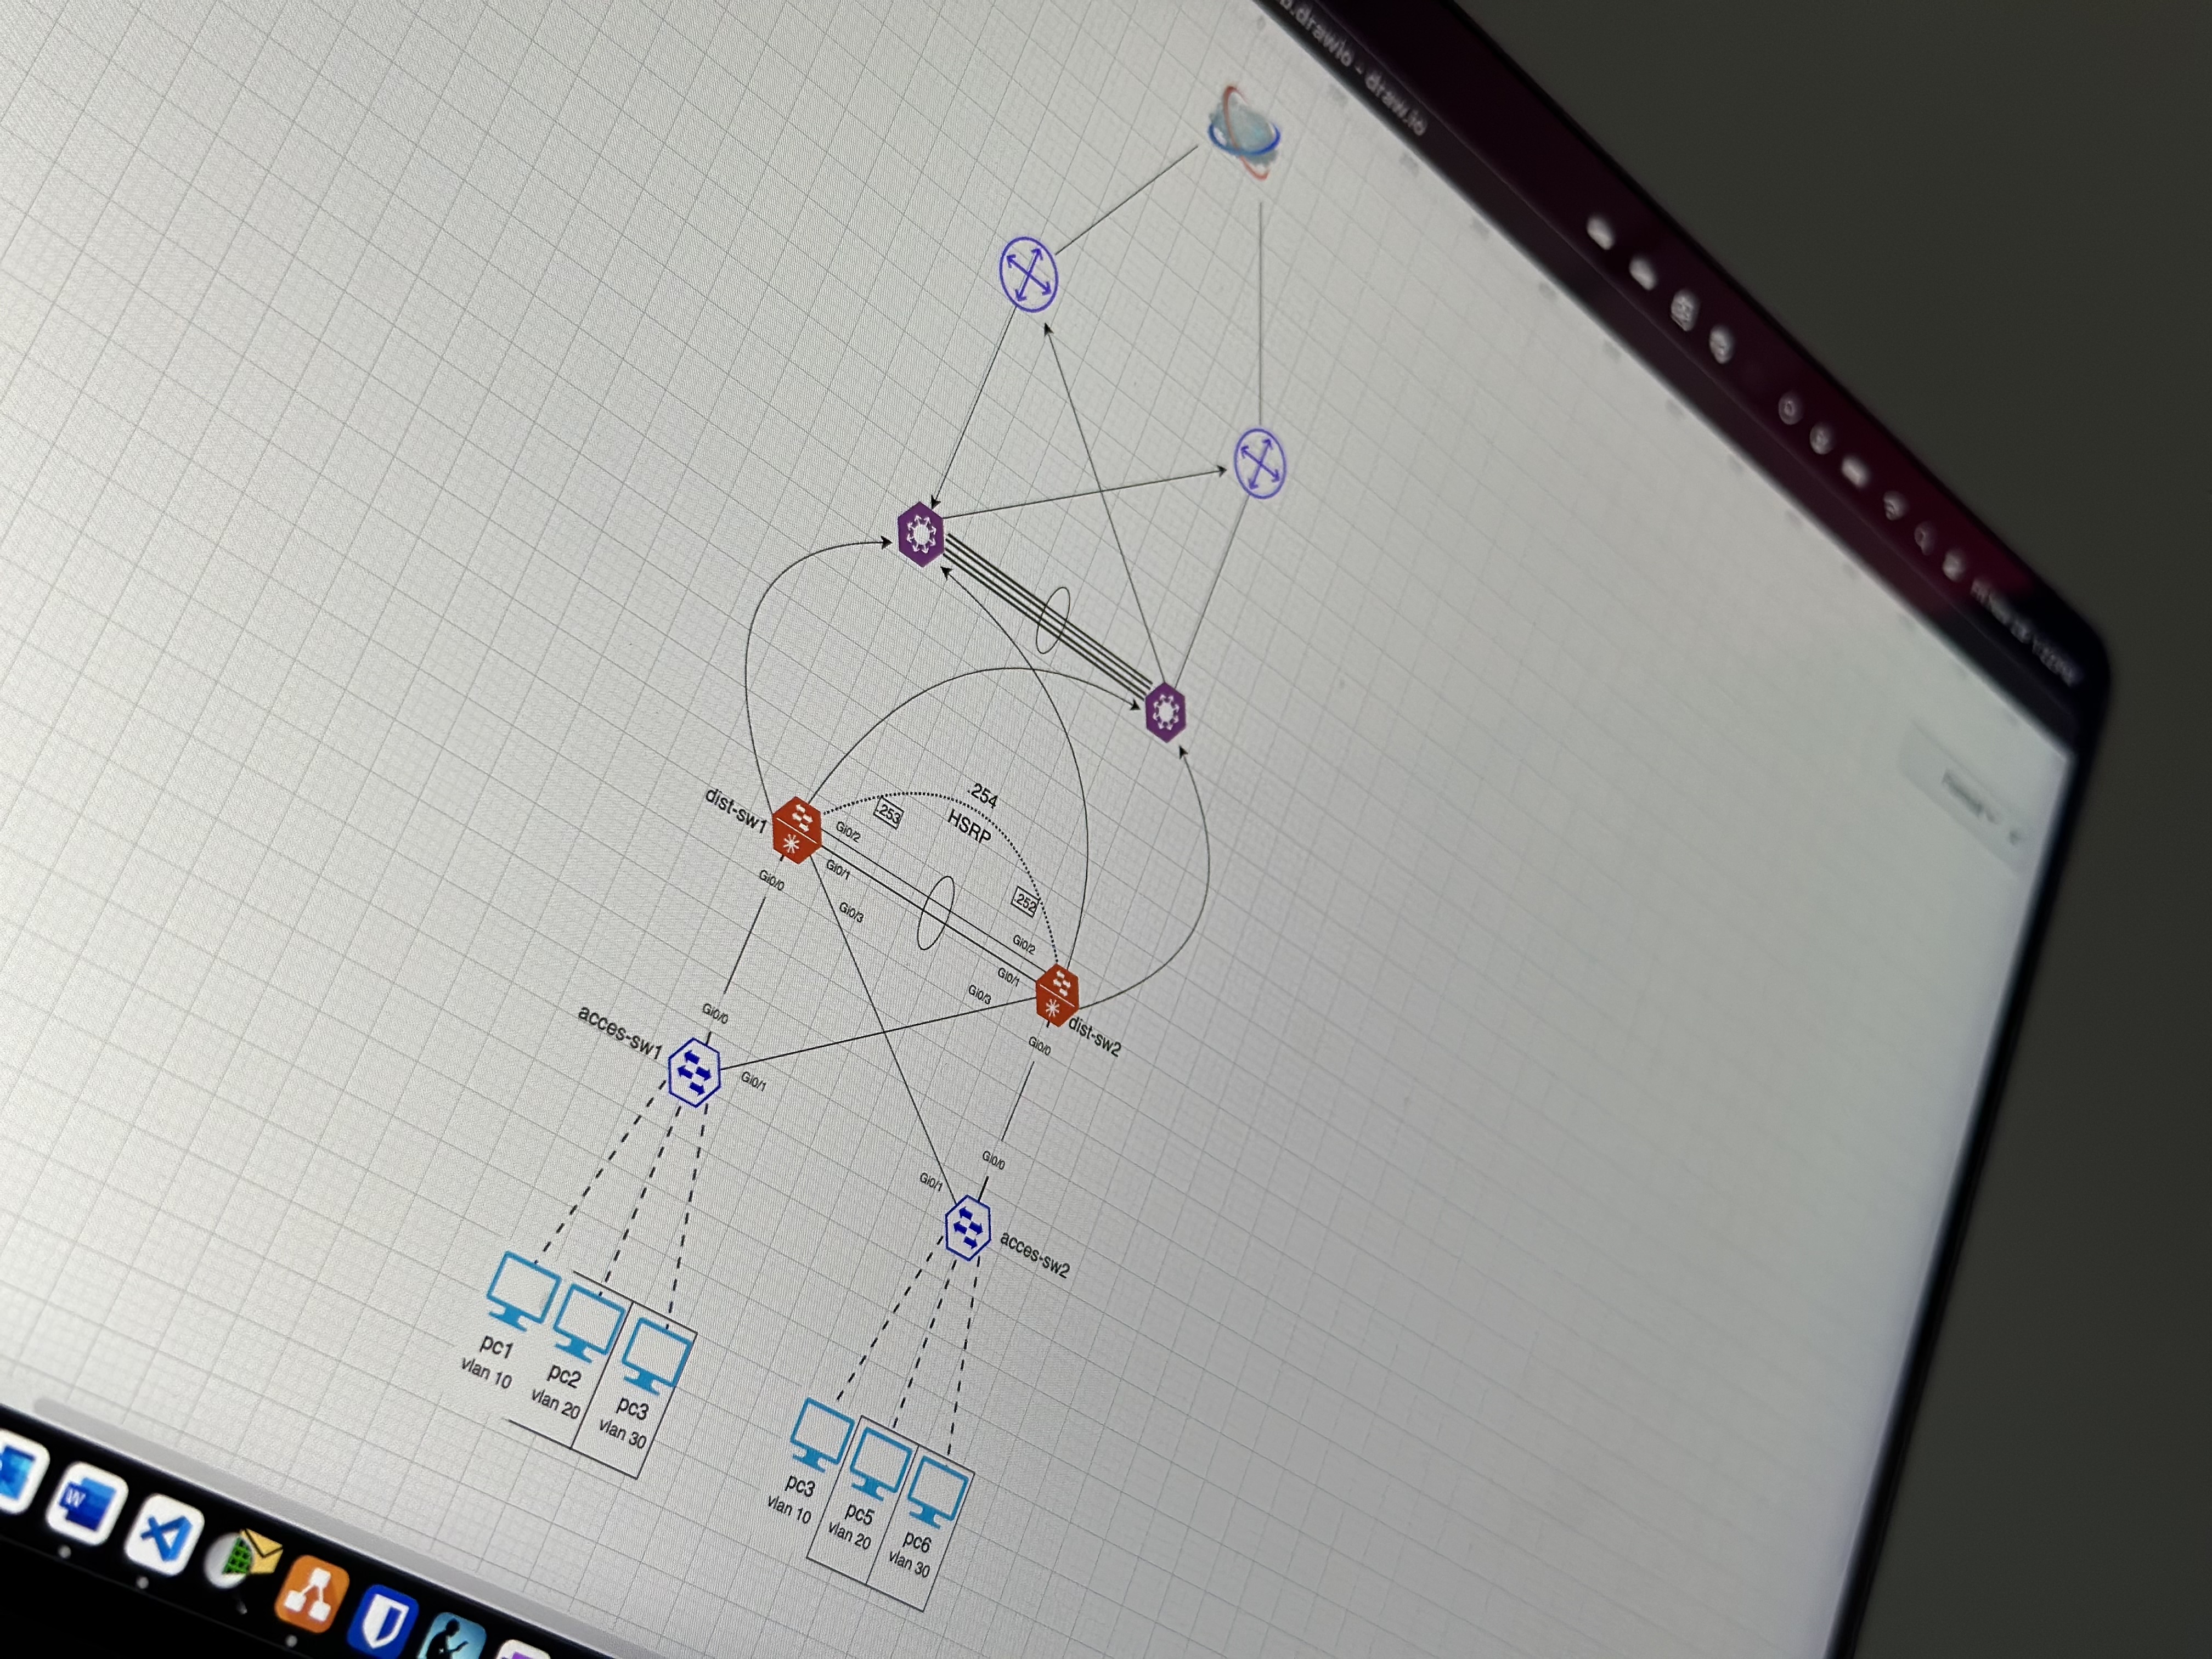 .drawio - draw.io
.254
HSRP
.253
.252
dist-sw1
Gi0/2
Gi0/1
Gi0/0
Gi0/3
Gi0/2
Gi0/1
Gi0/3
dist-sw2
Gi0/0
acces-sw1
Gi0/0
Gi0/1
Gi0/0
Gi0/1
acces-sw2
pc1
vlan 10
pc2
vlan 20
pc3
vlan 30
pc3
vlan 10
pc5
vlan 20
pc6
vlan 30
W